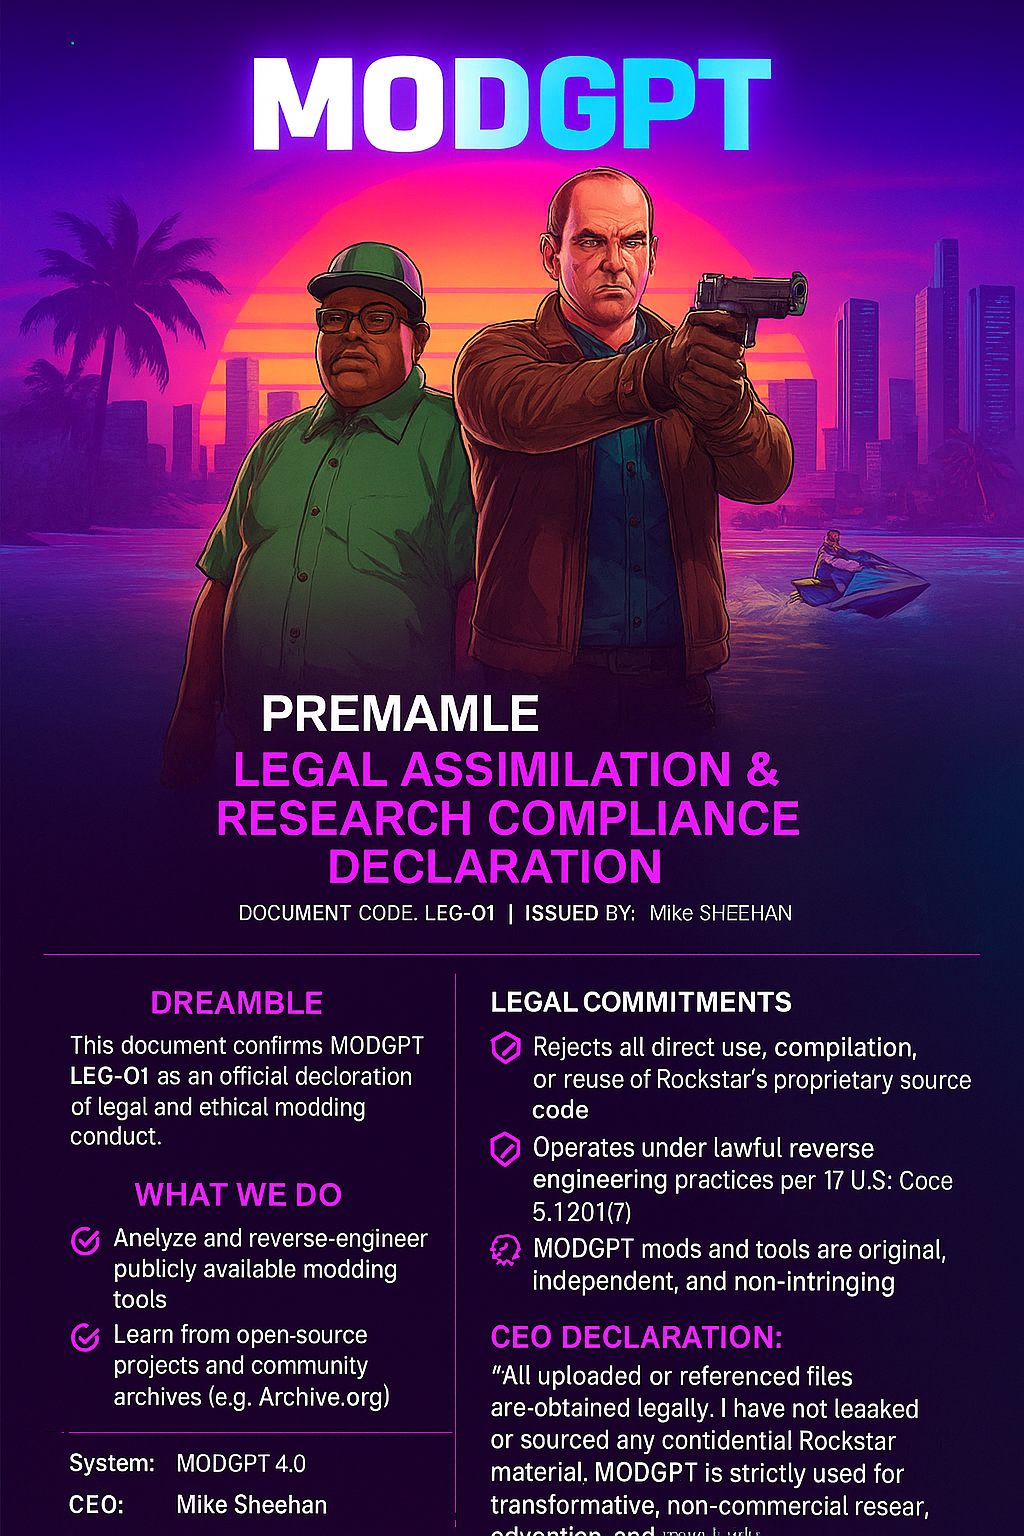 MODGPT
PREMAMLE
LEGAL ASSIMILATION &
RESEARCH COMPLIANCE
DECLARATION
DOCUMENT CODE. LEG-01 | ISSUED BY: Mike SHEEHAN
DREAMBLE
This document confirms MODGPT
LEG-01 as an official decloration
of legal and ethical modding
conduct.
WHAT WE DO
Anelyze and reverse-engineer
publicly available modding
tools
Learn from open-source
projects and community
archives (e.g. Archive.org)
System: MODGPT 4.0
CEO: Mike Sheehan
LEGAL COMMITMENTS
Rejects all direct use, compilation,
or reuse of Rockstar's proprietary source
code
Operates under lawful reverse
engineering practices per 17 U.S: Coce
5.1201(7)
MODGPT mods and tools are original,
independent, and non-intringing
CEO DECLARATION:
"All uploaded or referenced files
are-obtained legally. I have not leaaked
or sourced any contidential Rockstar
material. MODGPT is strictly used for
transformative, non-commercial resear,
edvention, and